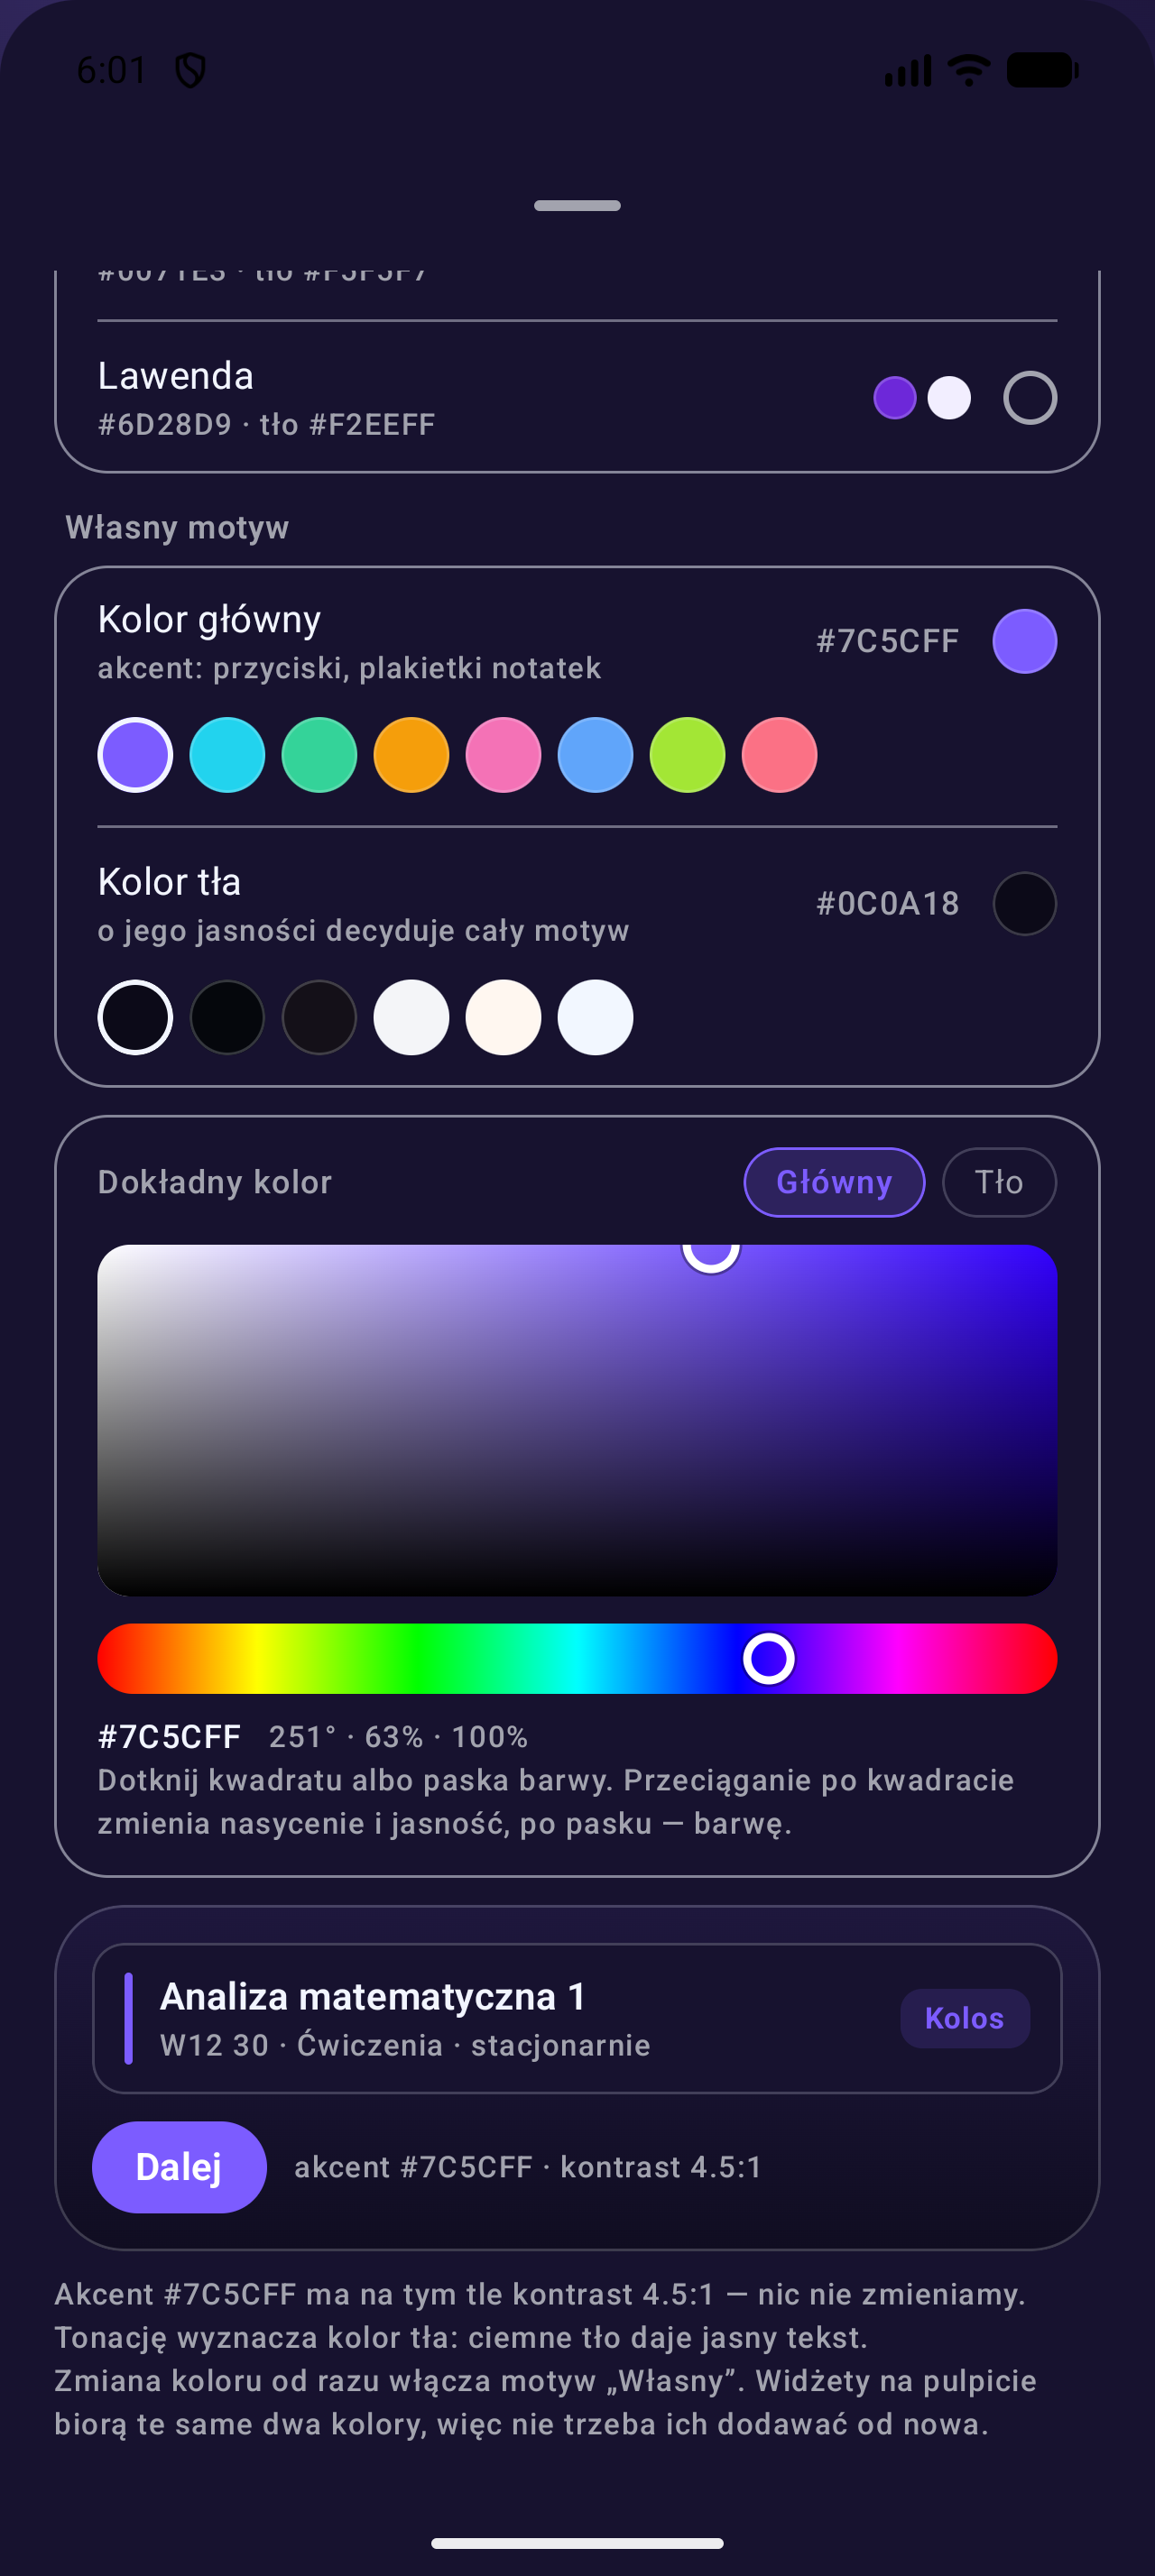 6:01
#0071E3 · tło #F5F5F7
Lawenda
#6D28D9 · tło #F2EEFF
Własny motyw
Kolor główny
#7C5CFF
akcent: przyciski, plakietki notatek
Kolor tła
#0C0A18
o jego jasności decyduje cały motyw
Dokładny kolor
Główny
Tło
#7C5CFF 251° · 63% · 100%
Dotknij kwadratu albo paska barwy. Przeciąganie po kwadracie
zmienia nasycenie i jasność, po pasku — barwę.
Analiza matematyczna 1
W12 30 · Ćwiczenia · stacjonarnie
Kolos
Dalej
akcent #7C5CFF · kontrast 4.5:1
Akcent #7C5CFF ma na tym tle kontrast 4.5:1 — nic nie zmieniamy.
Tonację wyznacza kolor tła: ciemne tło daje jasny tekst.
Zmiana koloru od razu włącza motyw „Własny”. Widżety na pulpicie
biorą te same dwa kolory, więc nie trzeba ich dodawać od nowa.